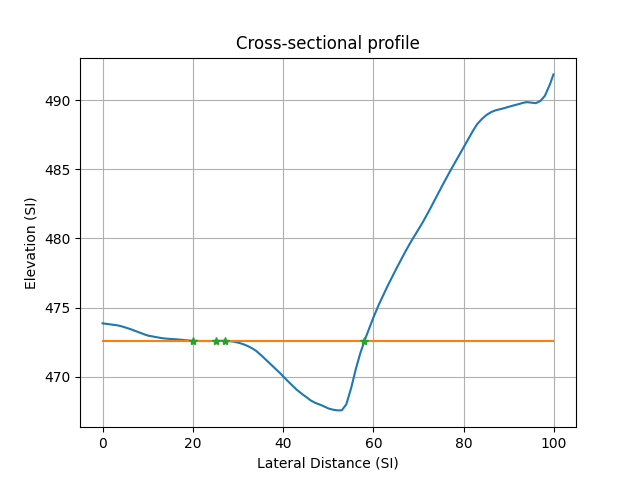 Cross-sectional profile
Elevation (SI)
490
485
480
475
470
0 20 40 60 80 100
Lateral Distance (SI)